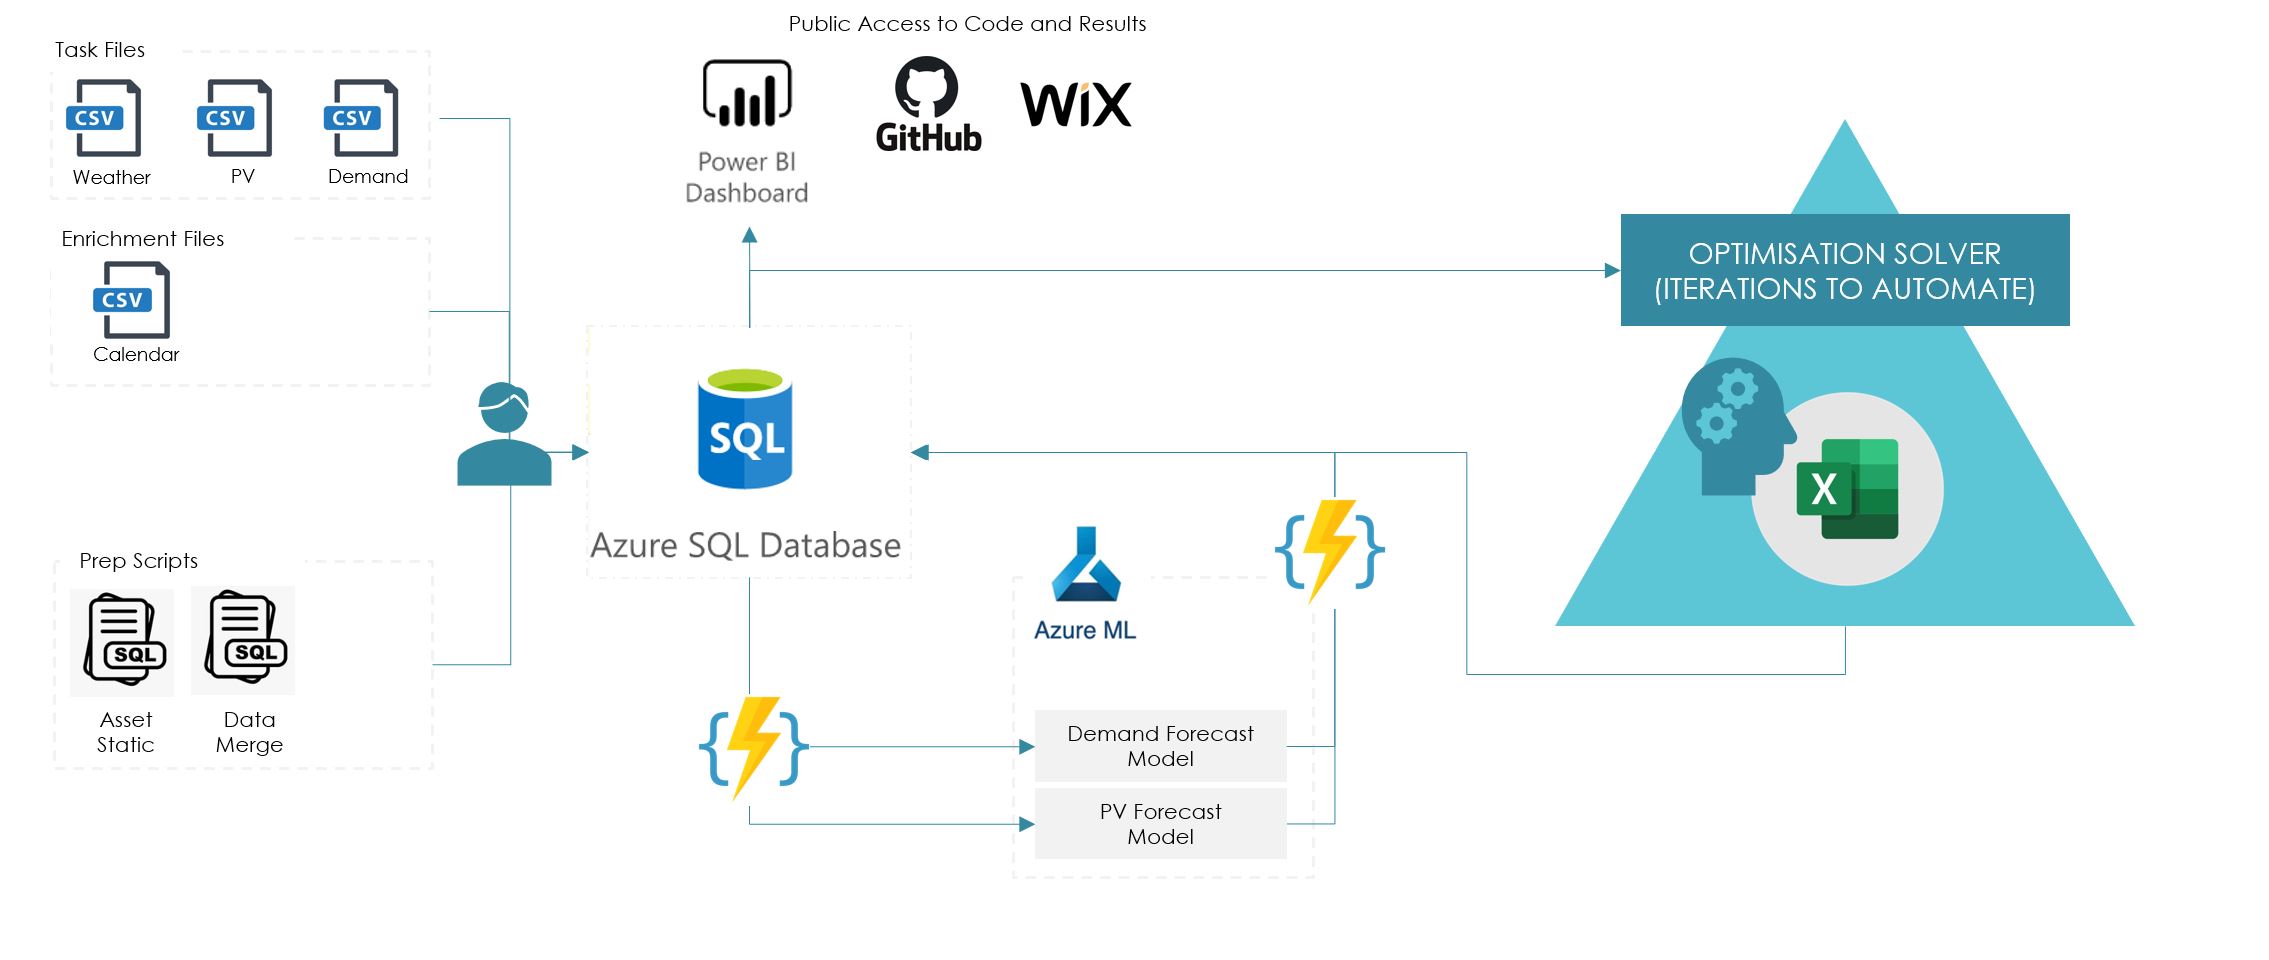 Public Access to Code and Results
Task Files
CSV
CSV
CSV
Weather
PV
Demand
Power BI
Dashboard
GitHub
WiX
Enrichment Files
CSV
Calendar
OPTIMISATION SOLVER
(ITERIONS TO AUTOMATE)
X
SQL
Azure SQL Database
Prep Scripts
SQL
SQL
Asset
Static
Data
Merge
Azure ML
Demand Forecast
Model
PV Forecast
Model